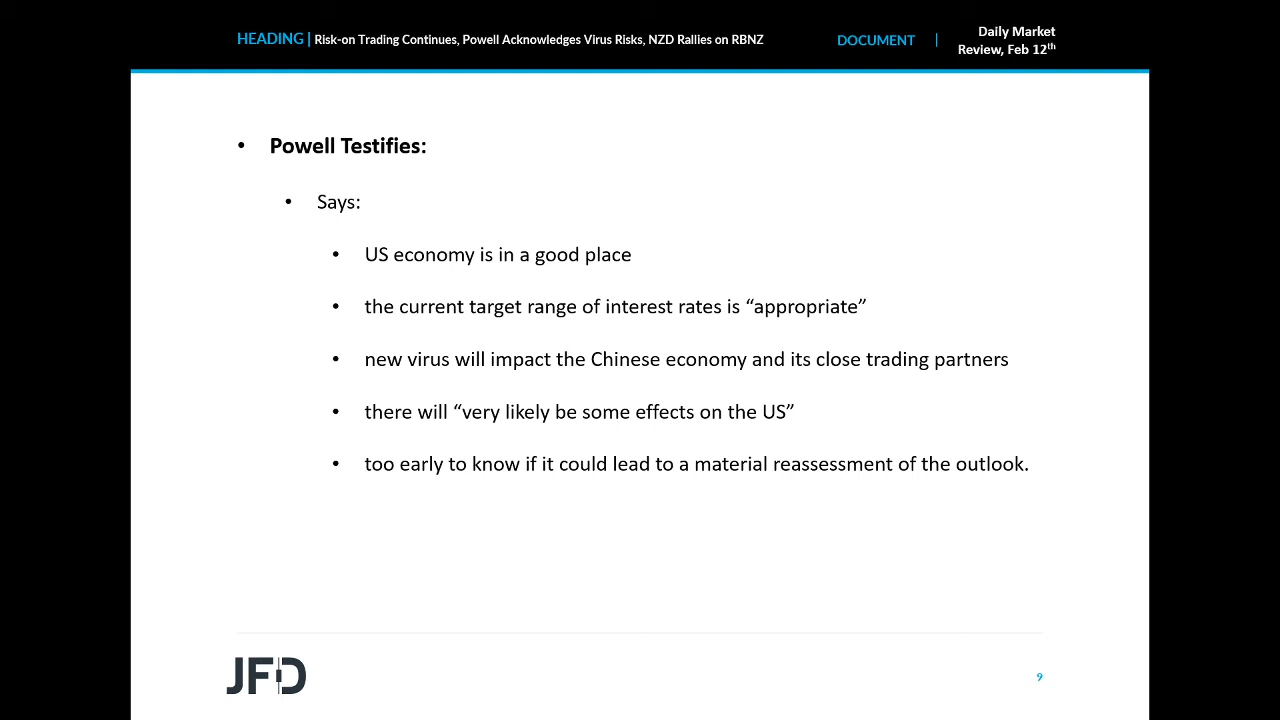 HEADING | Risk-on Trading Continues, Powell Acknowledges Virus Risks, NZD Rallies on RBNZ
DOCUMENT |
Daily Market
Review, Feb 12th
• Powell Testifies:
• Says:
• US economy is in a good place
• the current target range of interest rates is “appropriate”
• new virus will impact the Chinese economy and its close trading partners
• there will “very likely be some effects on the US”
• too early to know if it could lead to a material reassessment of the outlook.
JFD
9